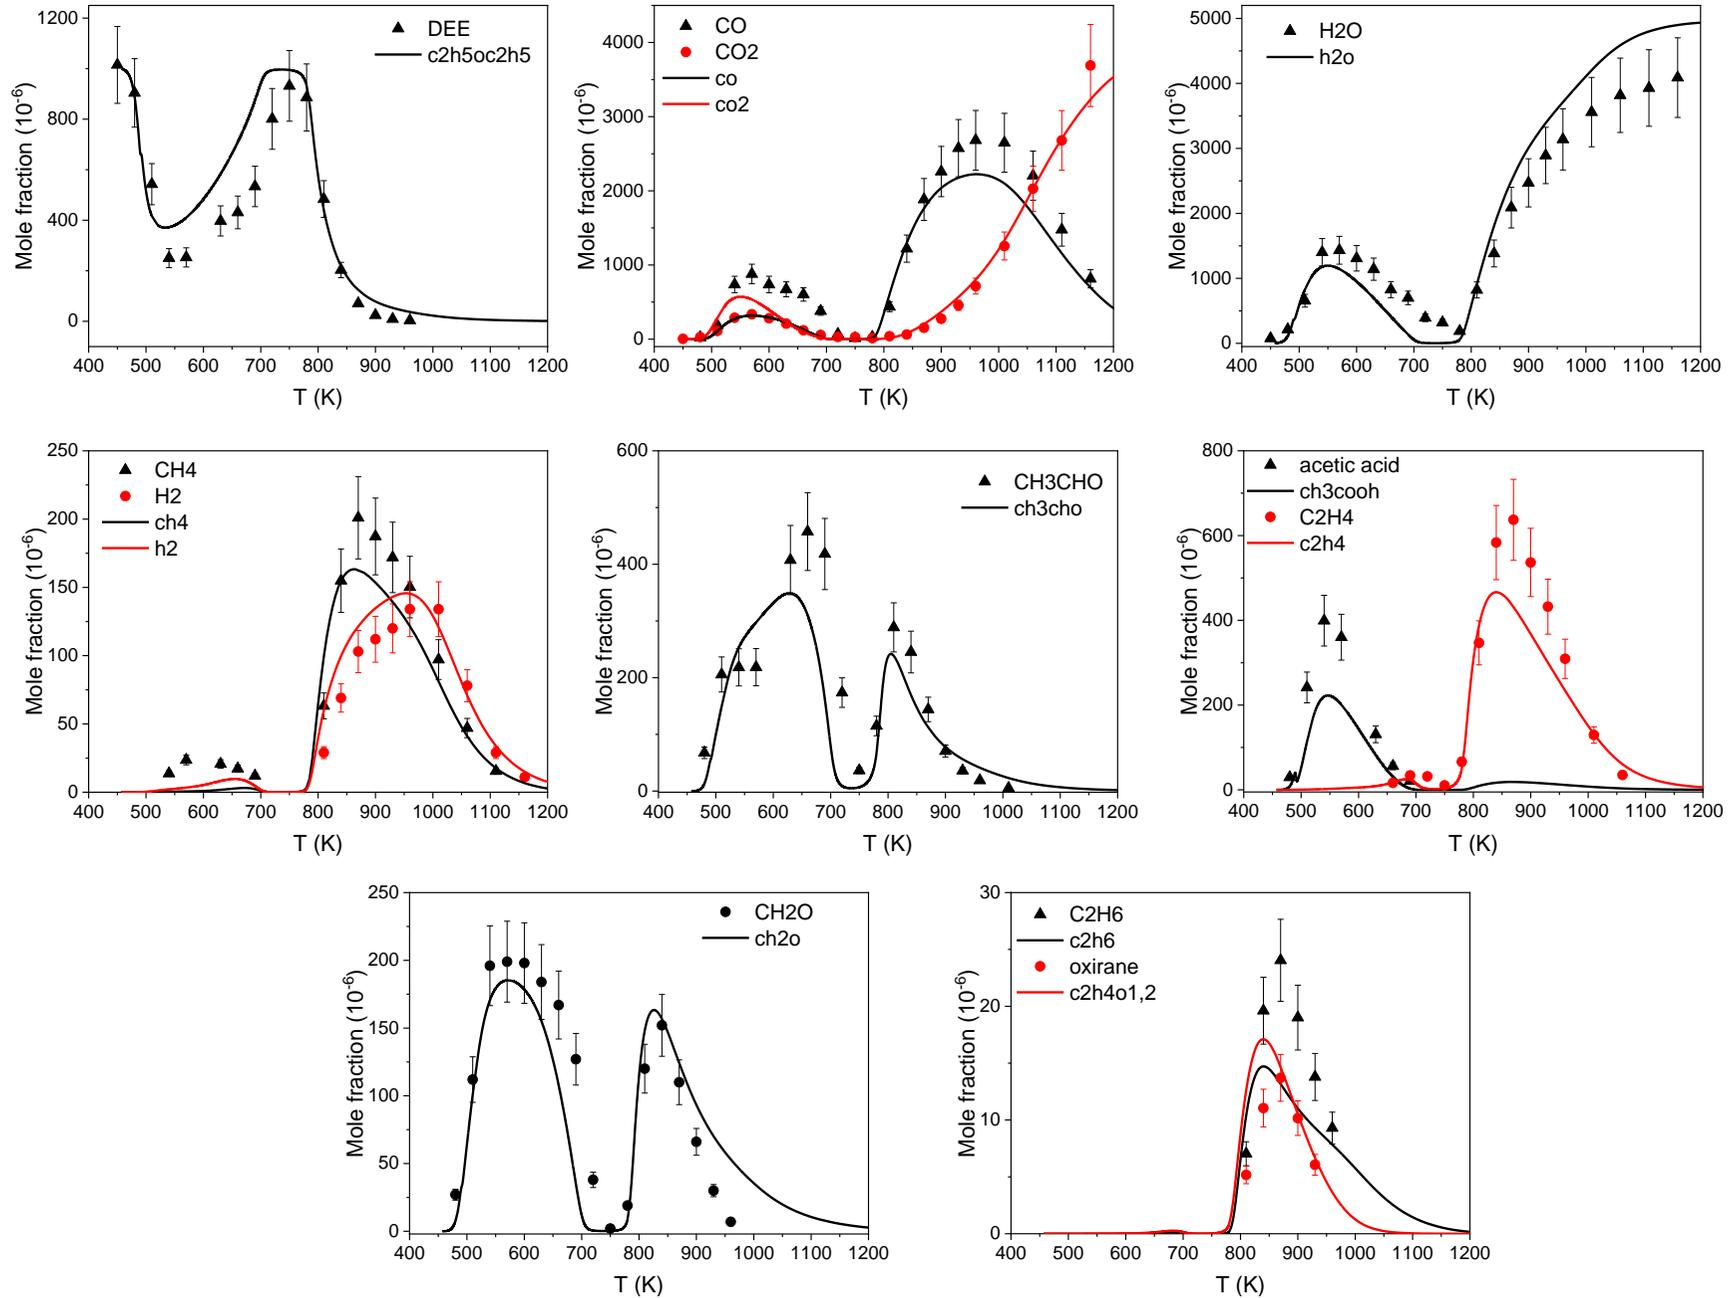 1200
800
400
0
400 500 600 700 800 900 1000 1100 1200
Mole fraction (10-6)
T (K)
DEE
c2h5oc2h5
4000
3000
2000
1000
0
400 500 600 700 800 900 1000 1100 1200
Mole fraction (10-6)
T (K)
CO
CO2
co
co2
5000
4000
3000
2000
1000
0
400 500 600 700 800 900 1000 1100 1200
Mole fraction (10-6)
T (K)
H2O
h2o
250
200
150
100
50
0
400 500 600 700 800 900 1000 1100 1200
Mole fraction (10-6)
T (K)
CH4
H2
ch4
h2
600
400
200
0
400 500 600 700 800 900 1000 1100 1200
Mole fraction (10-6)
T (K)
CH3CHO
ch3cho
800
600
400
200
0
400 500 600 700 800 900 1000 1100 1200
Mole fraction (10-6)
T (K)
acetic acid
ch3cooh
C2H4
c2h4
250
200
150
100
50
0
400 500 600 700 800 900 1000 1100 1200
Mole fraction (10-6)
T (K)
CH2O
ch2o
30
20
10
0
400 500 600 700 800 900 1000 1100 1200
Mole fraction (10-6)
T (K)
C2H6
c2h6
oxirane
c2h4o1,2